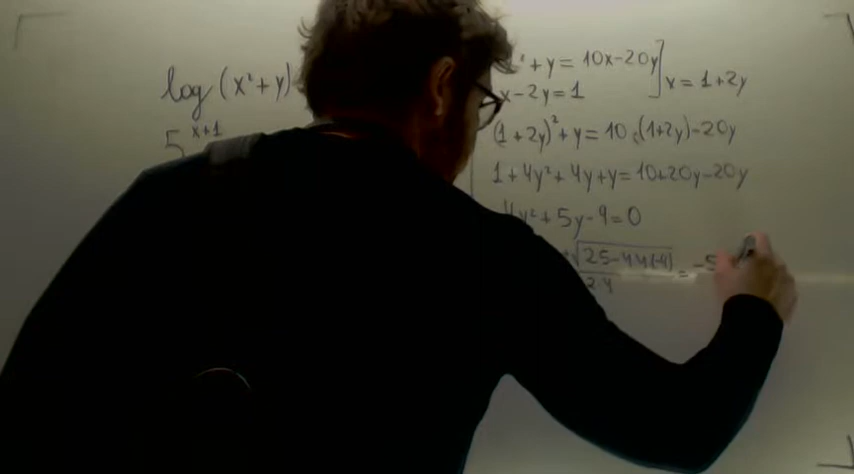 log (x²+y)
5^(x+1)
² + y = 10x-20y] x = 1+2y
x-2y=1
(1+2y)²+y=10·(1+2y)-20y
1+4y²+4y+y=10+20y-20y
4y²+5y-9=0
√25-4·4·(-9) = -5
2·4